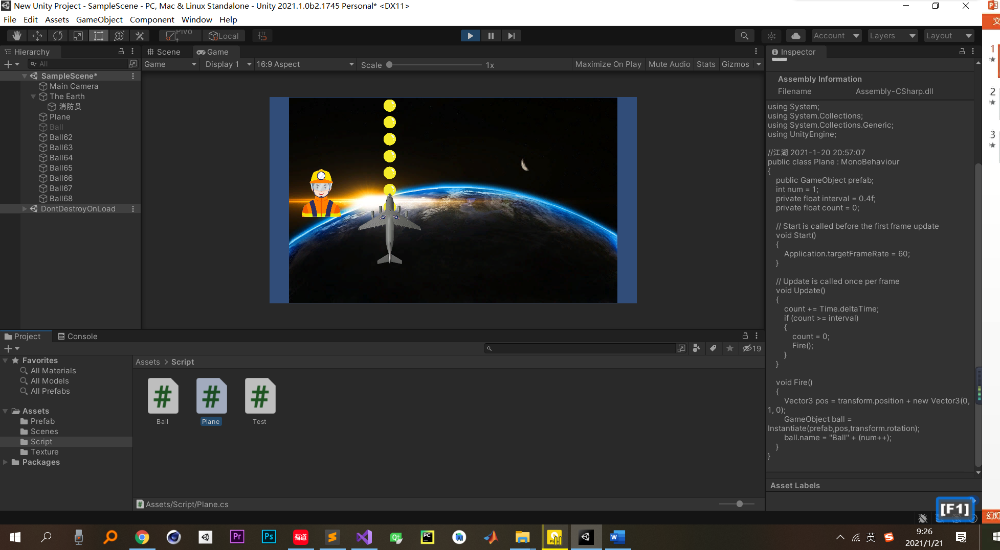 New Unity Project - SampleScene - PC, Mac & Linux Standalone - Unity 2021.1.0b2.1745 Personal* <DX11>
File Edit Assets GameObject Component Window Help
Pivot Local Account Layers Layout
Hierarchy
All
SampleScene*
Main Camera
The Earth
消防员
Plane
Ball
Ball62
Ball63
Ball64
Ball65
Ball66
Ball67
Ball68
DontDestroyOnLoad
Scene Game
Game Display 1 16:9 Aspect Scale 1x Maximize On Play Mute Audio Stats Gizmos
Inspector
Assembly Information
Filename Assembly-CSharp.dll
using System;
using System.Collections;
using System.Collections.Generic;
using UnityEngine;
//江湖 2021-1-20 20:57:07
public class Plane : MonoBehaviour
{
public GameObject prefab;
int num = 1;
private float interval = 0.4f;
private float count = 0;
// Start is called before the first frame update
void Start()
{
Application.targetFrameRate = 60;
}
// Update is called once per frame
void Update()
{
count += Time.deltaTime;
if (count >= interval)
{
count = 0;
Fire();
}
}
void Fire()
{
Vector3 pos = transform.position + new Vector3(0,
1, 0);
GameObject ball =
Instantiate(prefab,pos,transform.rotation);
ball.name = "Ball" + (num++);
}
}
Asset Labels
Project Console
19
Favorites
All Materials
All Models
All Prefabs
Assets
Prefab
Scenes
Script
Texture
Packages
Assets > Script
Ball
Plane
Test
Assets/Script/Plane.cs
1
2
3
文
幻灯
[F1]
Pr
Ps
有道
Qt
PC
W
英
9:26
2021/1/21